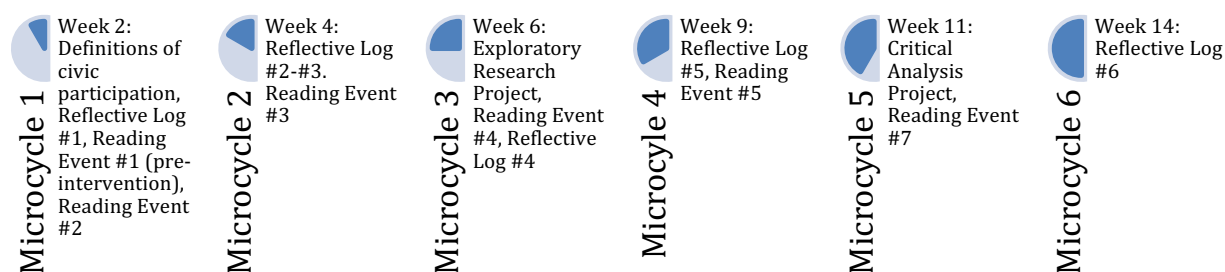 Microcycle 1
Week 2:
Definitions of
civic
participation,
Reflective Log
#1, Reading
Event #1 (pre-
intervention),
Reading Event
#2
Microcycle 2
Week 4:
Reflective Log
#2-#3.
Reading Event
#3
Microcycle 3
Week 6:
Exploratory
Research
Project,
Reading Event
#4, Reflective
Log #4
Microcyle 4
Week 9:
Reflective Log
#5, Reading
Event #5
Microcycle 5
Week 11:
Critical
Analysis
Project,
Reading Event
#7
Microcycle 6
Week 14:
Reflective Log
#6